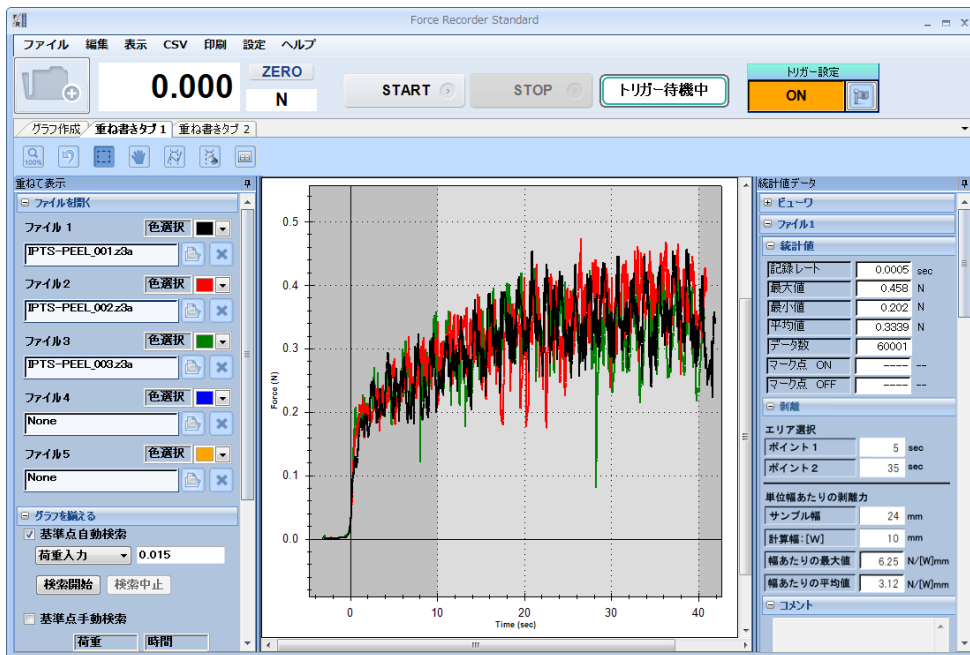 Force Recorder Standard
ファイル 編集 表示 CSV 印刷 設定 ヘルプ
0.000
ZERO
N
START
STOP
トリガー待機中
トリガー設定
ON
グラフ作成 重ね書きタブ 1 重ね書きタブ 2
100%
重ねて表示
ファイルを開く
ファイル 1 色選択
IPTS-PEEL_001.z3a
ファイル2 色選択
IPTS-PEEL_002.z3a
ファイル3 色選択
IPTS-PEEL_003.z3a
ファイル4 色選択
None
ファイル5 色選択
None
グラフを揃える
基準点自動検索
荷重入力 0.015
検索開始 検索中止
基準点手動検索
荷重 時間
Force (N)
0.5
0.4
0.3
0.2
0.1
0.0
0 10 20 30 40
Time (sec)
統計値データ
ビューワ
ファイル1
統計値
記録レート 0.0005 sec
最大値 0.458 N
最小値 0.202 N
平均値 0.3339 N
データ数 60001
マーク点 ON ---- --
マーク点 OFF ---- --
剥離
エリア選択
ポイント1 5 sec
ポイント2 35 sec
単位幅あたりの剥離力
サンプル幅 24 mm
計算幅:[W] 10 mm
幅あたりの最大値 6.25 N/[W]mm
幅あたりの平均値 3.12 N/[W]mm
コメント